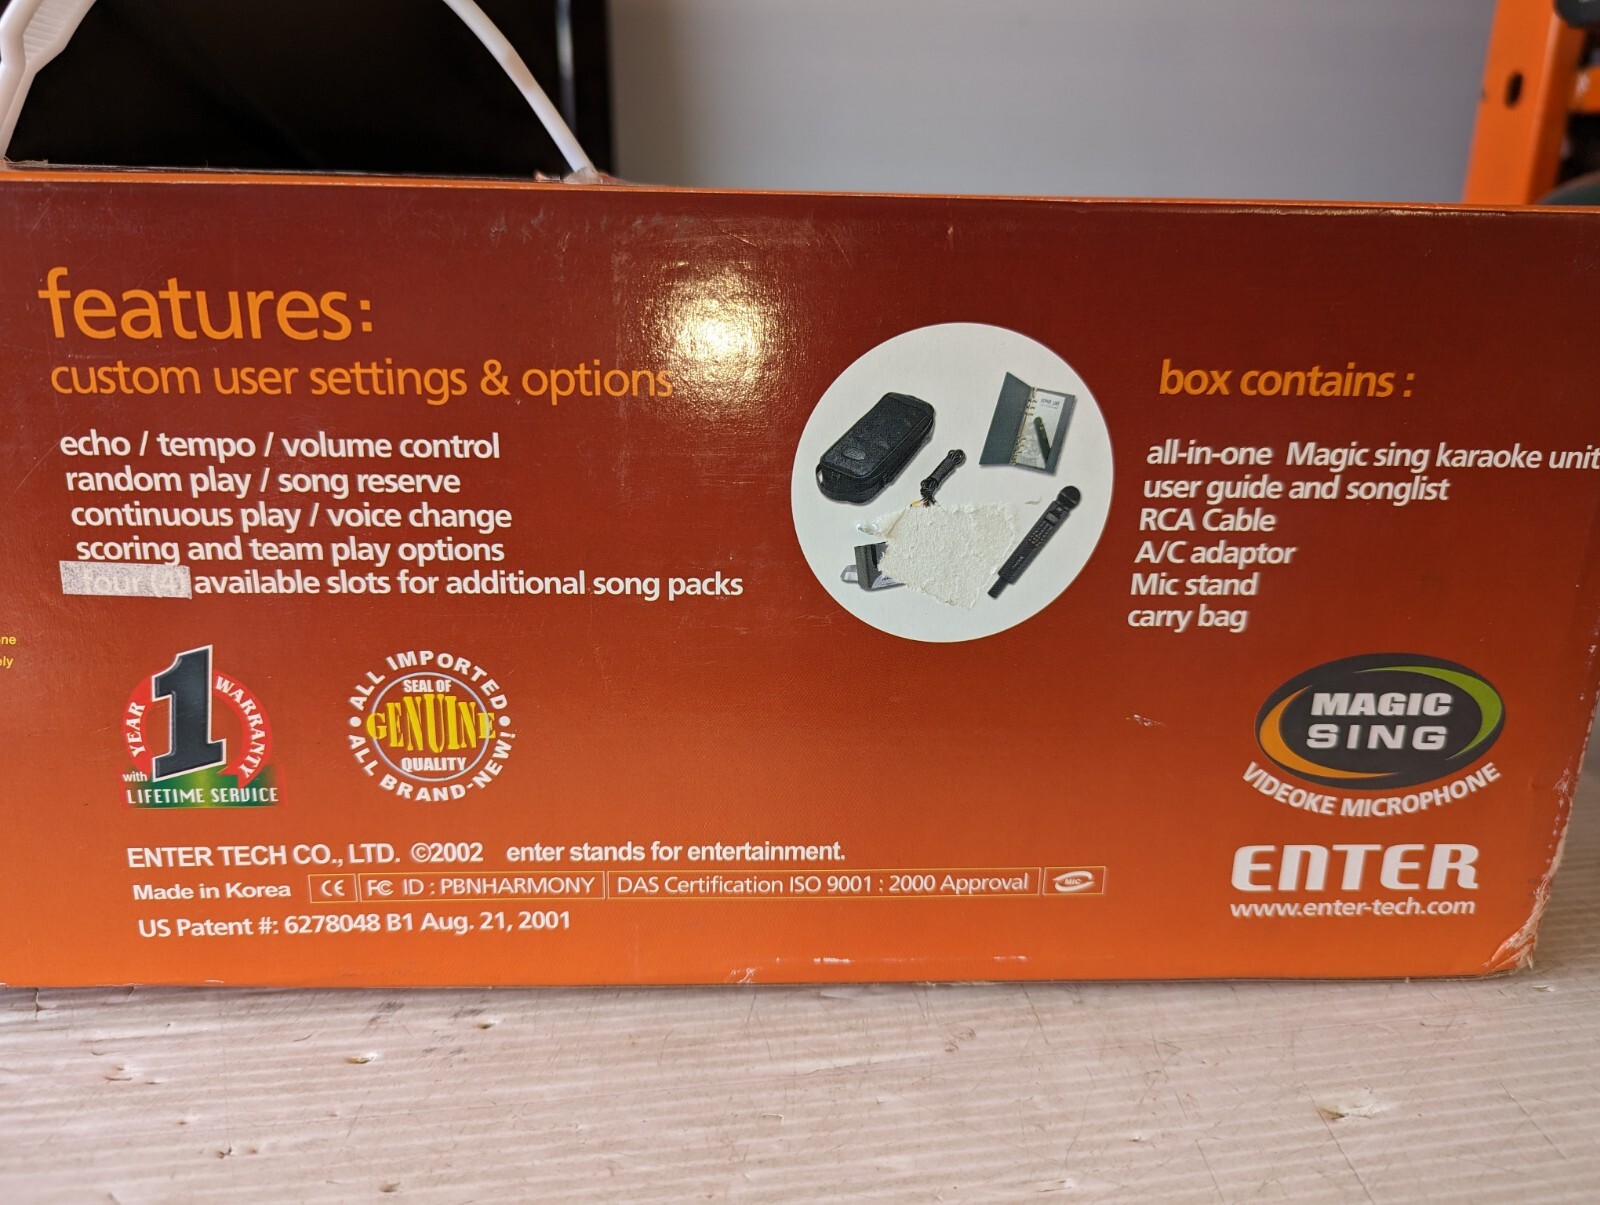 features:
custom user settings & options
echo / tempo / volume control
random play / song reserve
continuous play / voice change
scoring and team play options
four (4) available slots for additional song packs
box contains :
all-in-one Magic sing karaoke unit
user guide and songlist
RCA Cable
A/C adaptor
Mic stand
carry bag
ne
ely
1
YEAR
WARRANTY
with
LIFETIME SERVICE
ALL IMPORTED
SEAL OF
GENUINE
QUALITY
ALL BRAND-NEW!
MAGIC
SING
VIDEOKE MICROPHONE
ENTER TECH CO., LTD. ©2002 enter stands for entertainment.
Made in Korea CE FC ID : PBNHARMONY DAS Certification ISO 9001 : 2000 Approval MIC
US Patent #: 6278048 B1 Aug. 21, 2001
ENTER
www.enter-tech.com